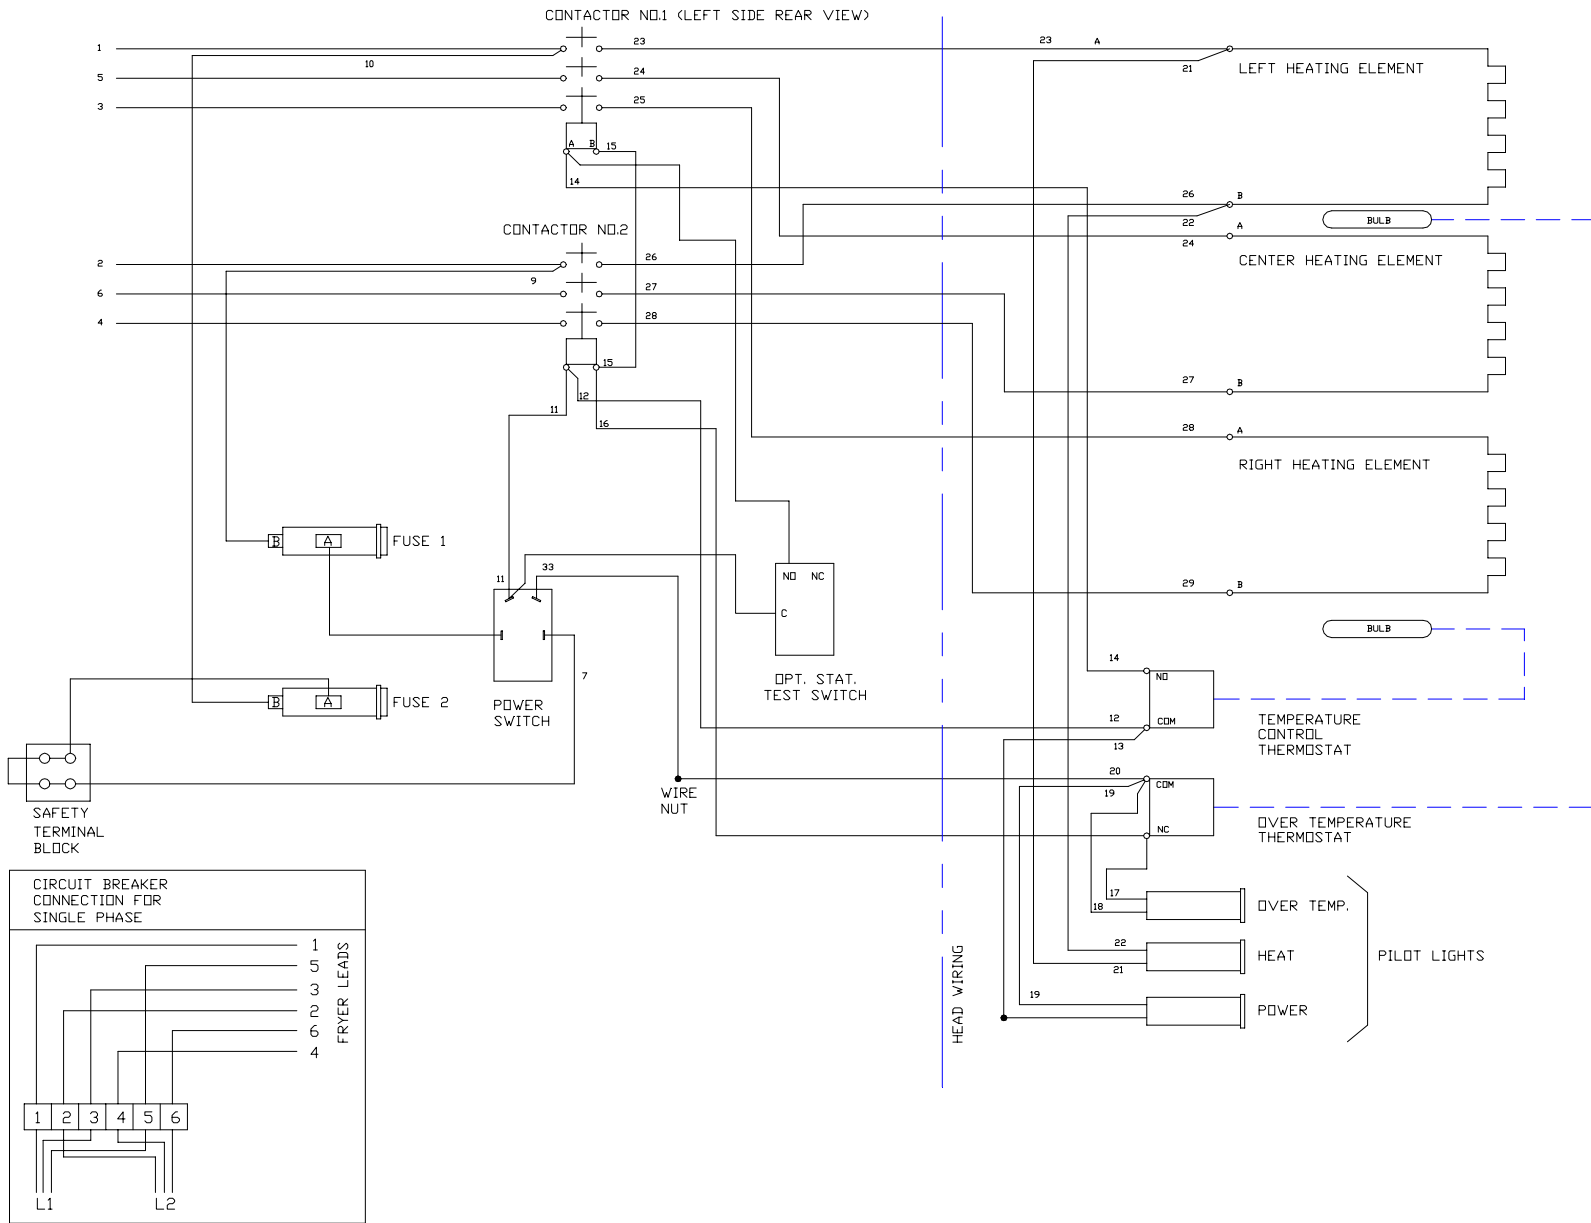 CONTACTOR NO.1 (LEFT SIDE REAR VIEW)
1
10
23
23
A
21
LEFT HEATING ELEMENT
5
24
3
25
A B
15
14
26
B
22
BULB
CONTACTOR NO.2
A
24
CENTER HEATING ELEMENT
2
9
26
6
27
4
28
15
12
27
B
11
16
28
A
RIGHT HEATING ELEMENT
B
A
FUSE 1
11
33
NO NC
C
29
B
BULB
7
OPT. STAT.
TEST SWITCH
POWER
SWITCH
B
A
FUSE 2
14
NO
12
COM
13
TEMPERATURE
CONTROL
THERMOSTAT
SAFETY
TERMINAL
BLOCK
WIRE
NUT
20
COM
19
NC
OVER TEMPERATURE
THERMOSTAT
17
18
OVER TEMP.
22
21
HEAT
PILOT LIGHTS
19
POWER
HEAD WIRING
CIRCUIT BREAKER
CONNECTION FOR
SINGLE PHASE
1
5
3
2
6
4
FRYER LEADS
1 2 3 4 5 6
L1 L2